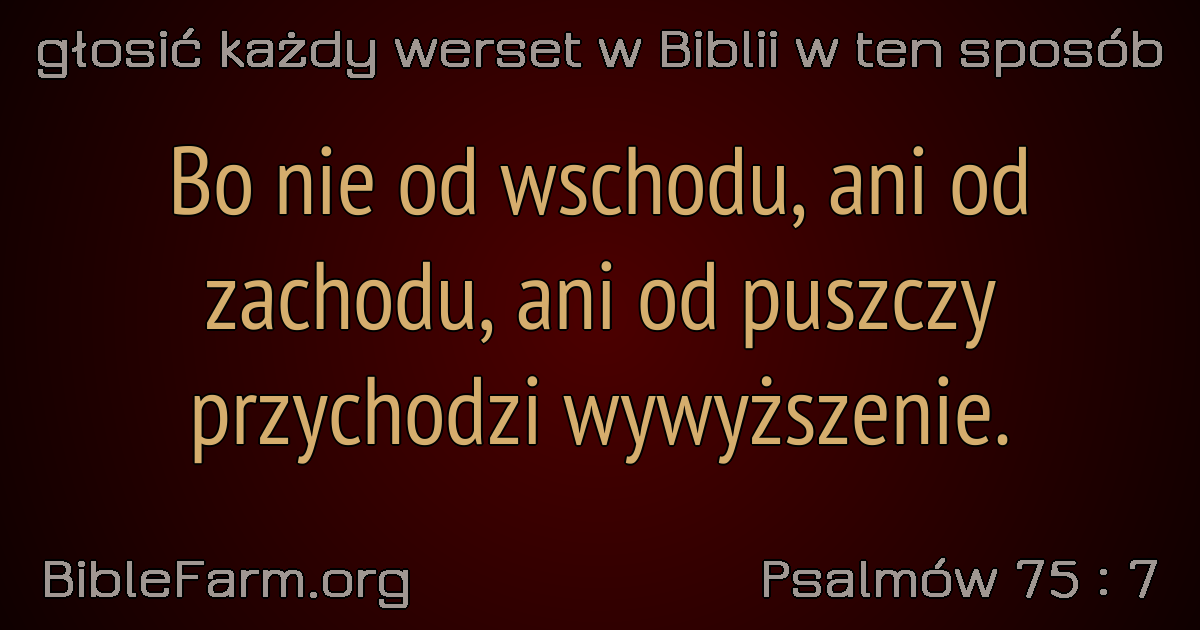 głosić każdy werset w Biblii w ten sposób
Bo nie od wschodu, ani od
zachodu, ani od puszczy
przychodzi wywyższenie.
BibleFarm.org
Psalmów 75 : 7